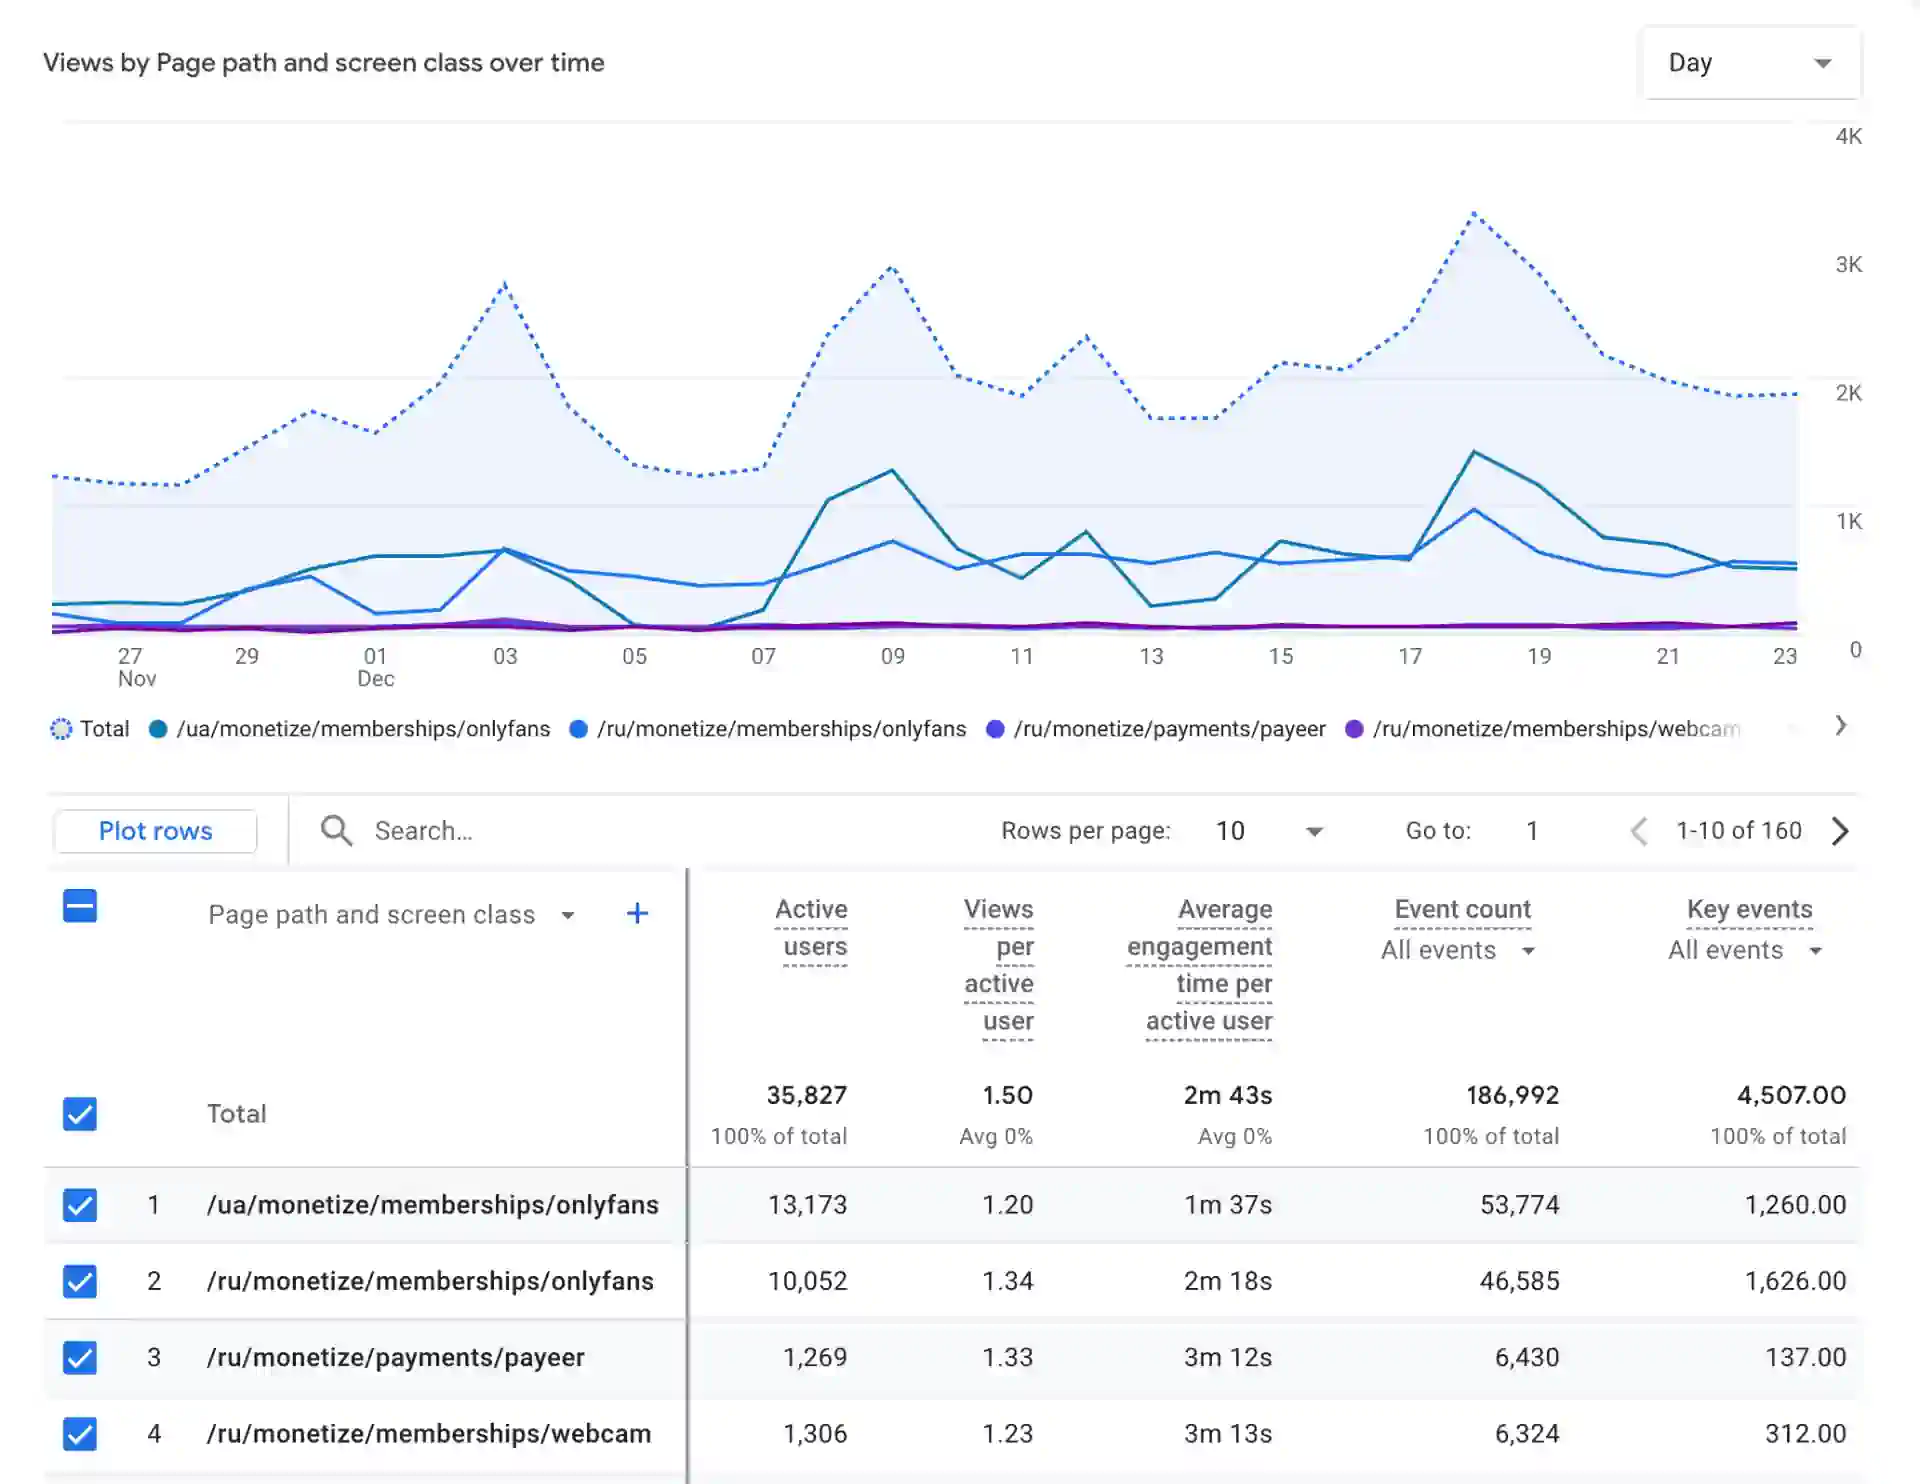 Views by Page path and screen class over time
Day
4K
3K
2K
1K
0
27 29 01 03 05 07 09 11 13 15 17 19 21 23
Nov Dec
Total /ua/monetize/memberships/onlyfans /ru/monetize/memberships/onlyfans /ru/monetize/payments/payeer /ru/monetize/memberships/webcam
Plot rows Search... Rows per page: 10 Go to: 1 1-10 of 160
Page path and screen class +
Active users
Views per active user
Average engagement time per active user
Event count
All events
Key events
All events
Total 35,827 1.50 2m 43s 186,992 4,507.00
100% of total Avg 0% Avg 0% 100% of total 100% of total
1 /ua/monetize/memberships/onlyfans 13,173 1.20 1m 37s 53,774 1,260.00
2 /ru/monetize/memberships/onlyfans 10,052 1.34 2m 18s 46,585 1,626.00
3 /ru/monetize/payments/payeer 1,269 1.33 3m 12s 6,430 137.00
4 /ru/monetize/memberships/webcam 1,306 1.23 3m 13s 6,324 312.00